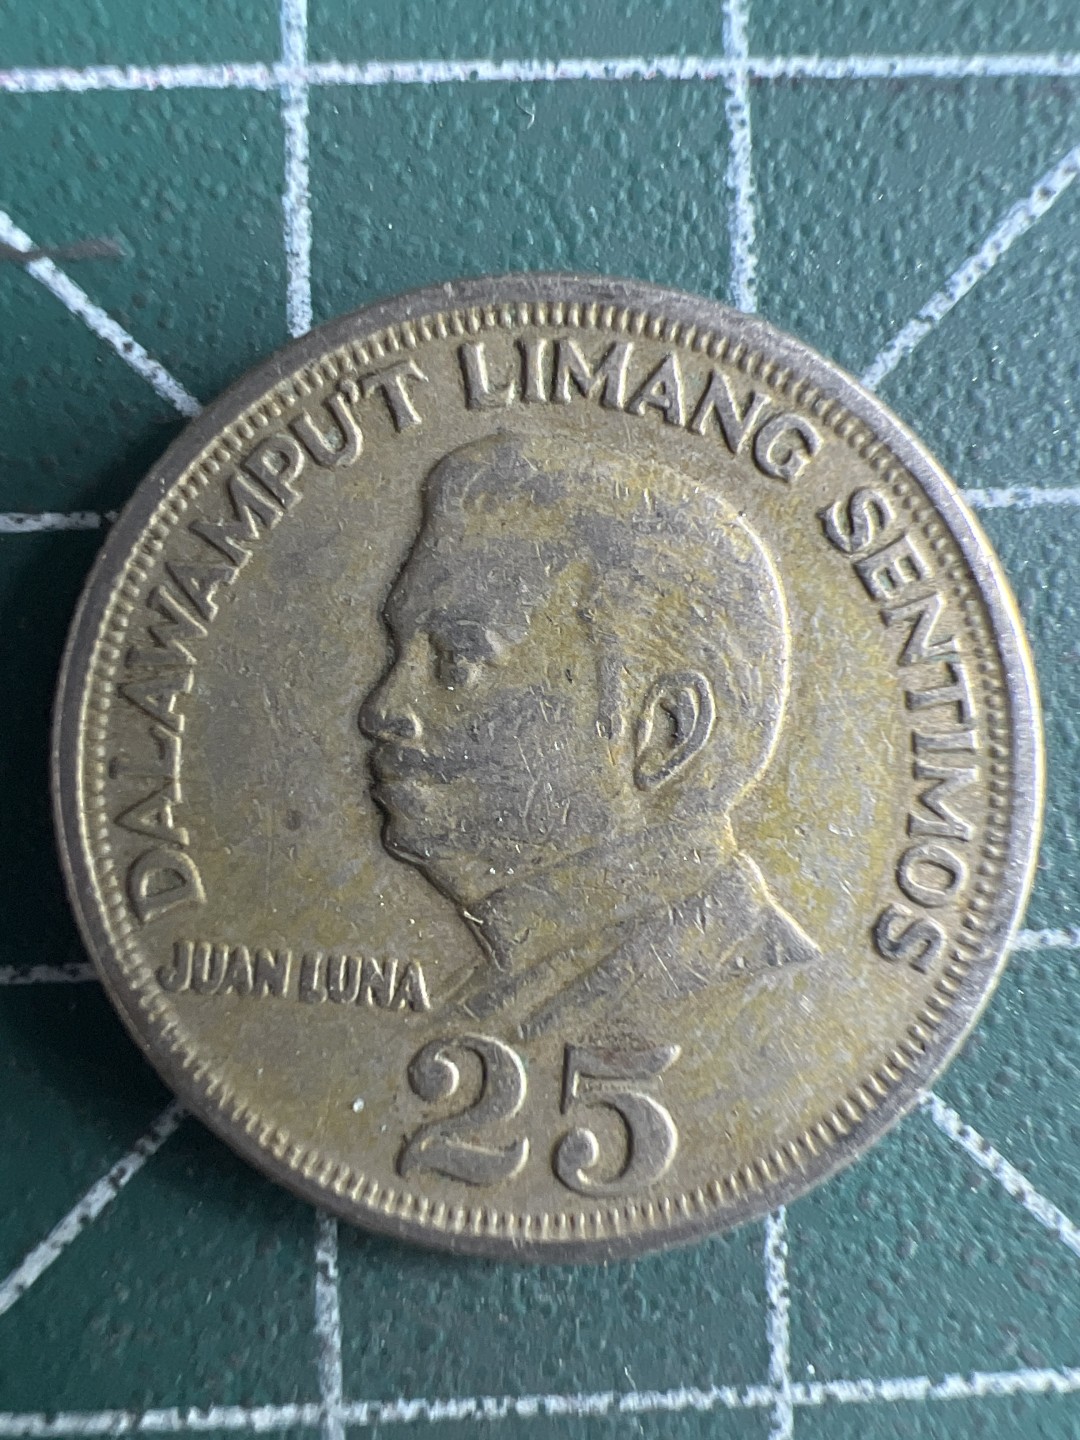 DALAWAMPU'T LIMANG SENTIMOS
JUAN LUNA
25